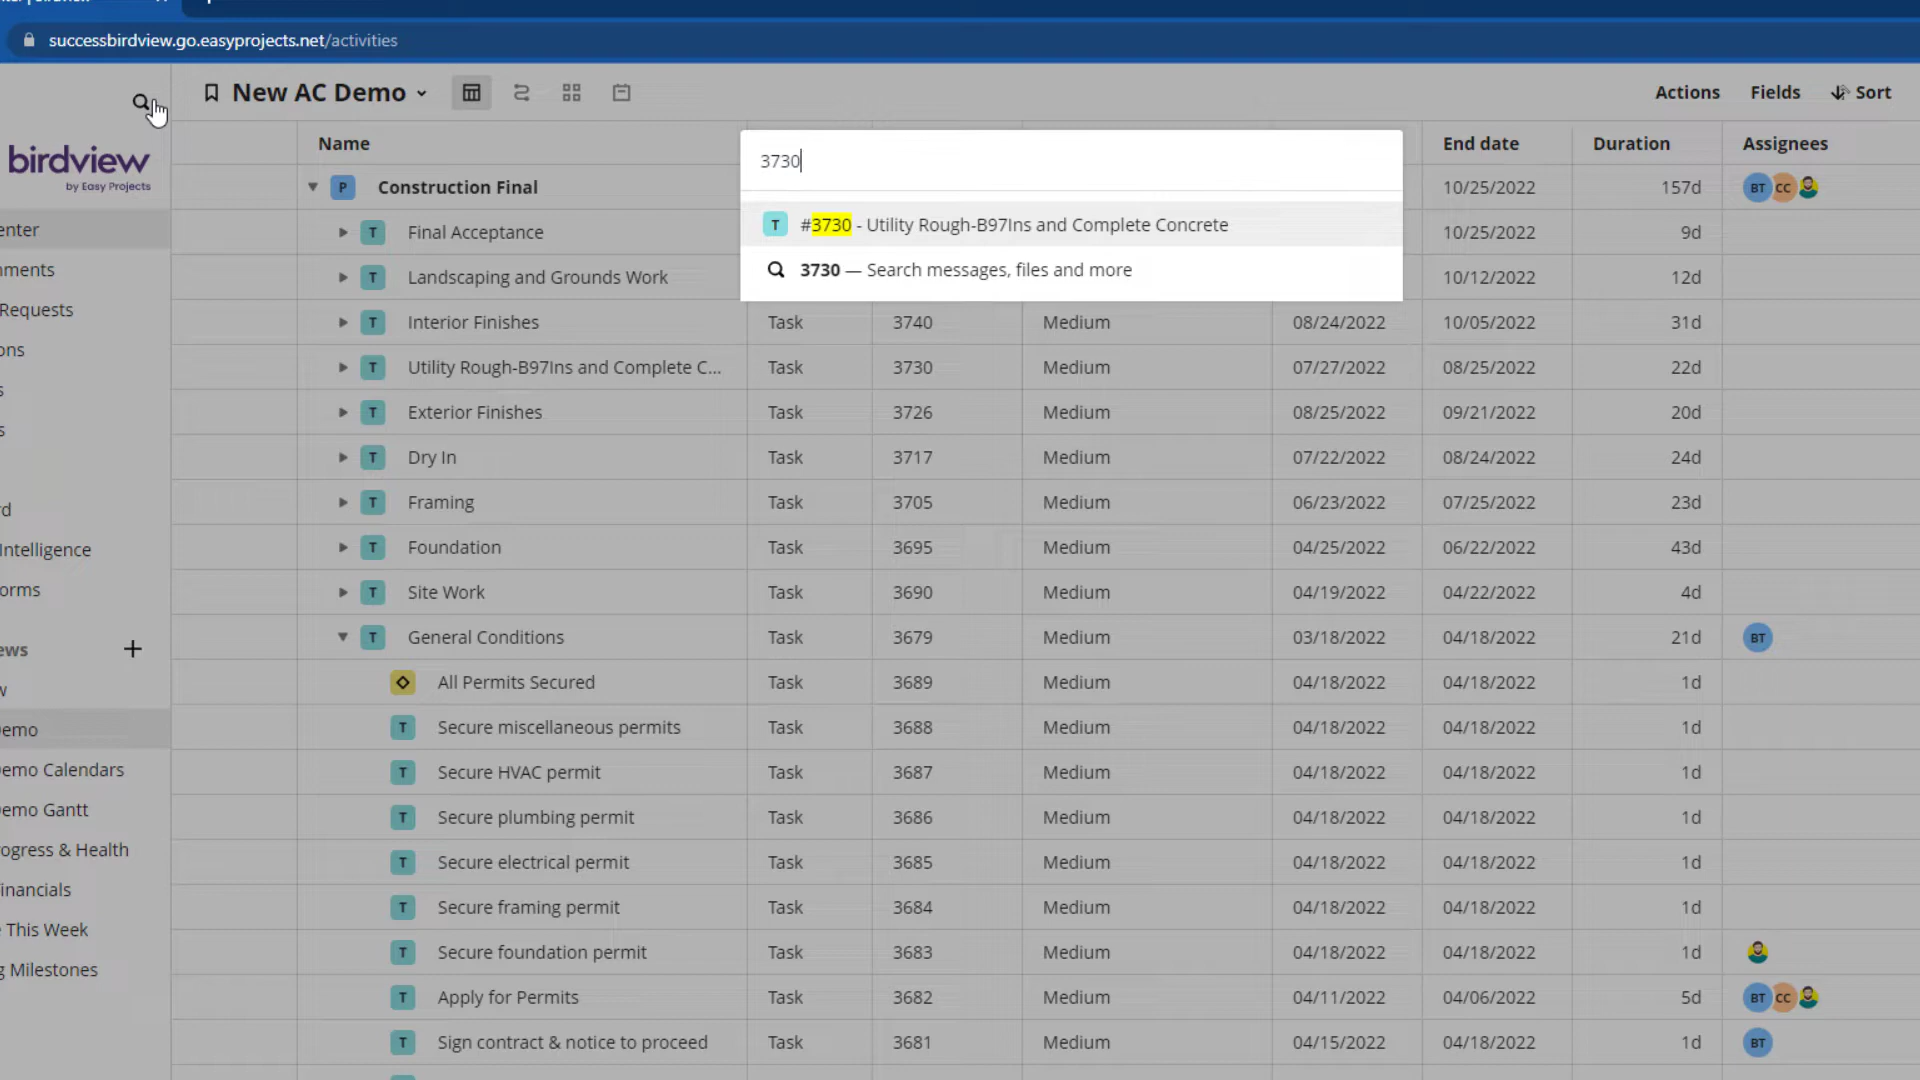 successbirdview.go.easyprojects.net/activities
New AC Demo
Actions Fields Sort
birdview
by Easy Projects
enter
nments
Requests
ons
s
s
rd
Intelligence
orms
ews
w
Demo
Demo Calendars
Demo Gantt
rogress & Health
inancials
This Week
g Milestones
Name End date Duration Assignees
3730
T #3730 - Utility Rough-B97Ins and Complete Concrete
3730 — Search messages, files and more
P Construction Final 10/25/2022 157d BT CC
T Final Acceptance 10/25/2022 9d
T Landscaping and Grounds Work 10/12/2022 12d
T Interior Finishes Task 3740 Medium 08/24/2022 10/05/2022 31d
T Utility Rough-B97Ins and Complete C... Task 3730 Medium 07/27/2022 08/25/2022 22d
T Exterior Finishes Task 3726 Medium 08/25/2022 09/21/2022 20d
T Dry In Task 3717 Medium 07/22/2022 08/24/2022 24d
T Framing Task 3705 Medium 06/23/2022 07/25/2022 23d
T Foundation Task 3695 Medium 04/25/2022 06/22/2022 43d
T Site Work Task 3690 Medium 04/19/2022 04/22/2022 4d
T General Conditions Task 3679 Medium 03/18/2022 04/18/2022 21d BT
All Permits Secured Task 3689 Medium 04/18/2022 04/18/2022 1d
T Secure miscellaneous permits Task 3688 Medium 04/18/2022 04/18/2022 1d
T Secure HVAC permit Task 3687 Medium 04/18/2022 04/18/2022 1d
T Secure plumbing permit Task 3686 Medium 04/18/2022 04/18/2022 1d
T Secure electrical permit Task 3685 Medium 04/18/2022 04/18/2022 1d
T Secure framing permit Task 3684 Medium 04/18/2022 04/18/2022 1d
T Secure foundation permit Task 3683 Medium 04/18/2022 04/18/2022 1d
T Apply for Permits Task 3682 Medium 04/11/2022 04/06/2022 5d BT CC
T Sign contract & notice to proceed Task 3681 Medium 04/15/2022 04/18/2022 1d BT